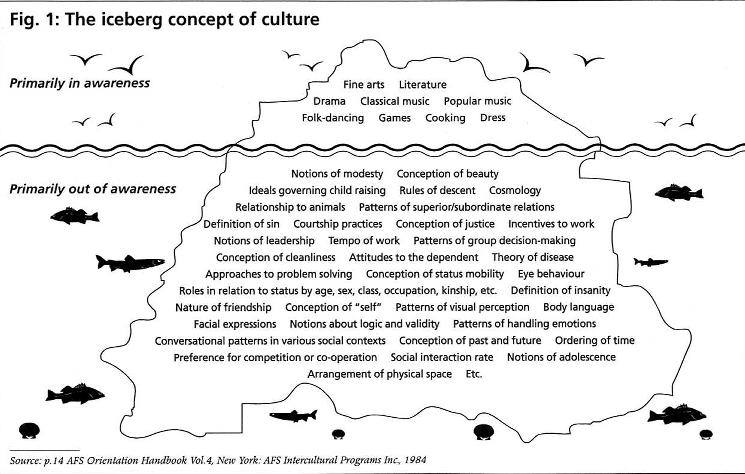 Fig. 1: The iceberg concept of culture
Primarily in awareness
Fine arts Literature
Drama Classical music Popular music
Folk-dancing Games Cooking Dress
Primarily out of awareness
Notions of modesty Conception of beauty
Ideals governing child raising Rules of descent Cosmology
Relationship to animals Patterns of superior/subordinate relations
Definition of sin Courtship practices Conception of justice Incentives to work
Notions of leadership Tempo of work Patterns of group decision-making
Conception of cleanliness Attitudes to the dependent Theory of disease
Approaches to problem solving Conception of status mobility Eye behaviour
Roles in relation to status by age, sex, class, occupation, kinship, etc. Definition of insanity
Nature of friendship Conception of “self” Patterns of visual perception Body language
Facial expressions Notions about logic and validity Patterns of handling emotions
Conversational patterns in various social contexts Conception of past and future Ordering of time
Preference for competition or co-operation Social interaction rate Notions of adolescence
Arrangement of physical space Etc.
Source: p.14 AFS Orientation Handbook Vol.4, New York: AFS Intercultural Programs Inc., 1984